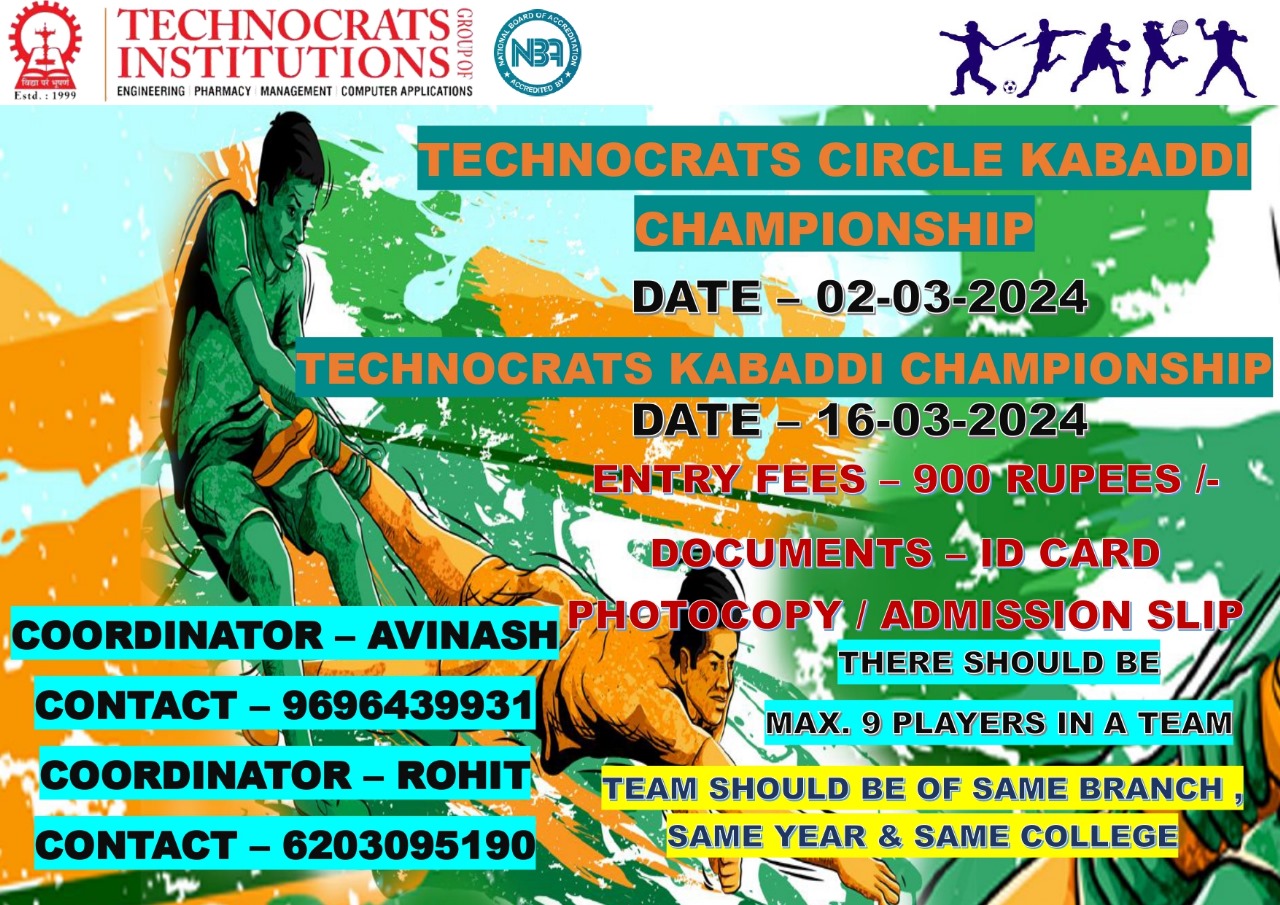 TECHNOCRATS
INSTITUTIONS
GROUP OF
ENGINEERING | PHARMACY | MANAGEMENT | COMPUTER APPLICATIONS
विद्या परं भूषणं
Estd. : 1999
NATIONAL BOARD OF ACCREDITATION
NBA
ACCREDITED BY
TECHNOCRATS CIRCLE KABADDI
CHAMPIONSHIP
DATE – 02-03-2024
TECHNOCRATS KABADDI CHAMPIONSHIP
DATE – 16-03-2024
ENTRY FEES – 900 RUPEES /-
DOCUMENTS – ID CARD
PHOTOCOPY / ADMISSION SLIP
THERE SHOULD BE
MAX. 9 PLAYERS IN A TEAM
TEAM SHOULD BE OF SAME BRANCH ,
SAME YEAR & SAME COLLEGE
COORDINATOR – AVINASH
CONTACT – 9696439931
COORDINATOR – ROHIT
CONTACT – 6203095190